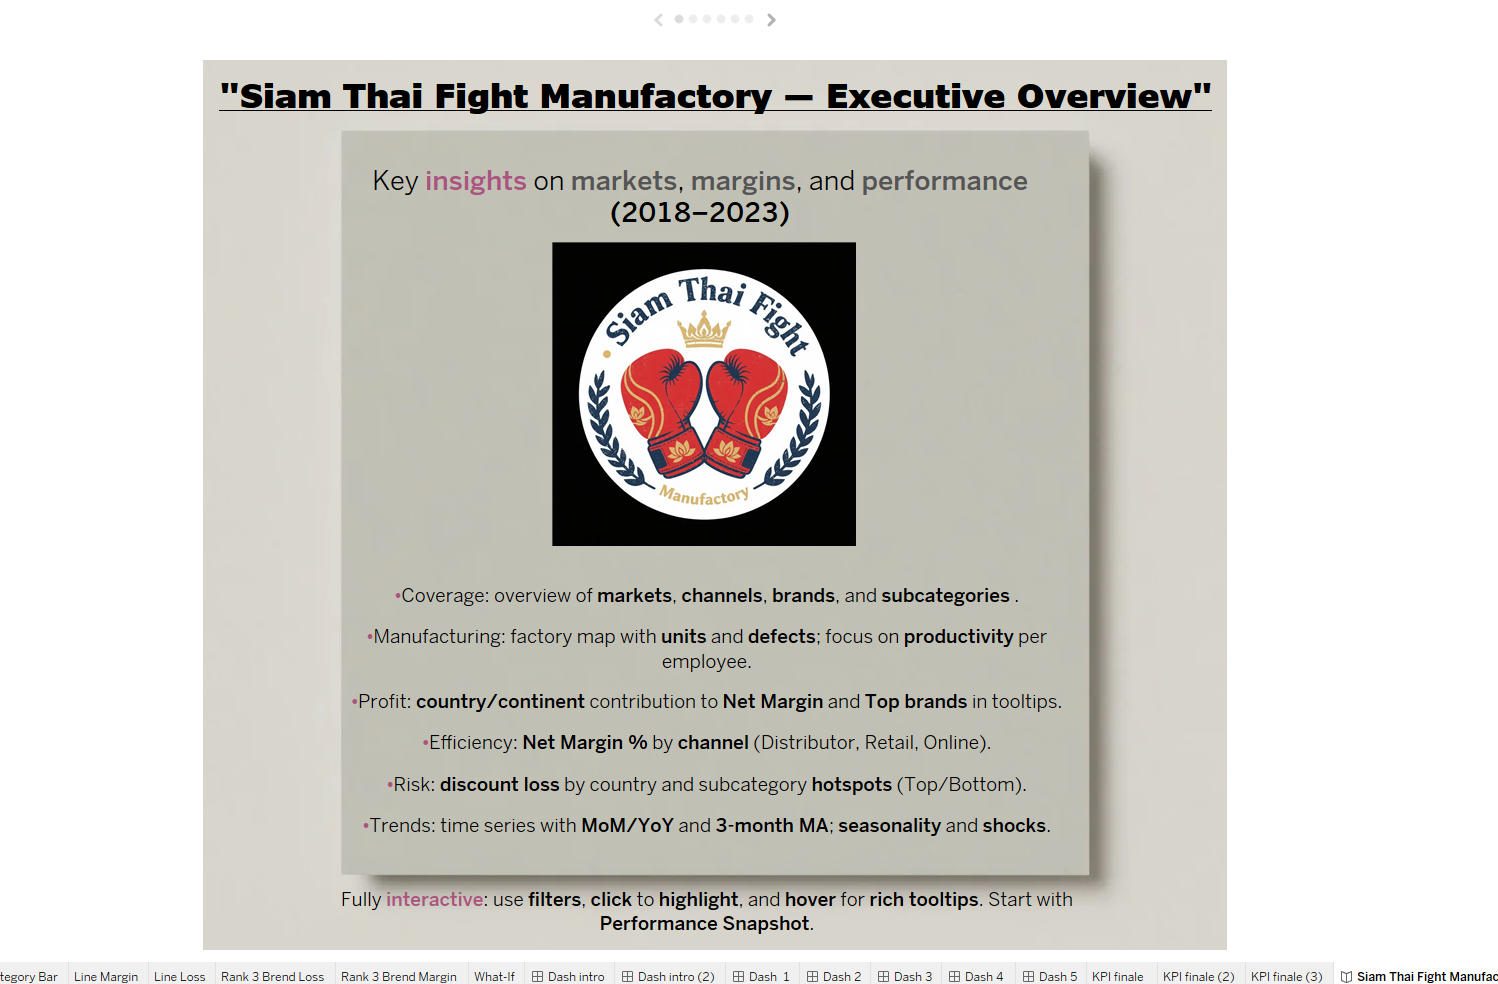 "Siam Thai Fight Manufactory — Executive Overview"
Key insights on markets, margins, and performance
(2018–2023)
Siam Thai Fight
Manufactory
•Coverage: overview of markets, channels, brands, and subcategories .
•Manufacturing: factory map with units and defects; focus on productivity per
employee.
•Profit: country/continent contribution to Net Margin and Top brands in tooltips.
•Efficiency: Net Margin % by channel (Distributor, Retail, Online).
•Risk: discount loss by country and subcategory hotspots (Top/Bottom).
•Trends: time series with MoM/YoY and 3-month MA; seasonality and shocks.
Fully interactive: use filters, click to highlight, and hover for rich tooltips. Start with
Performance Snapshot.
tegory Bar Line Margin Line Loss Rank 3 Brend Loss Rank 3 Brend Margin What-If Dash intro Dash intro (2) Dash 1 Dash 2 Dash 3 Dash 4 Dash 5 KPI finale KPI finale (2) KPI finale (3) Siam Thai Fight Manufac